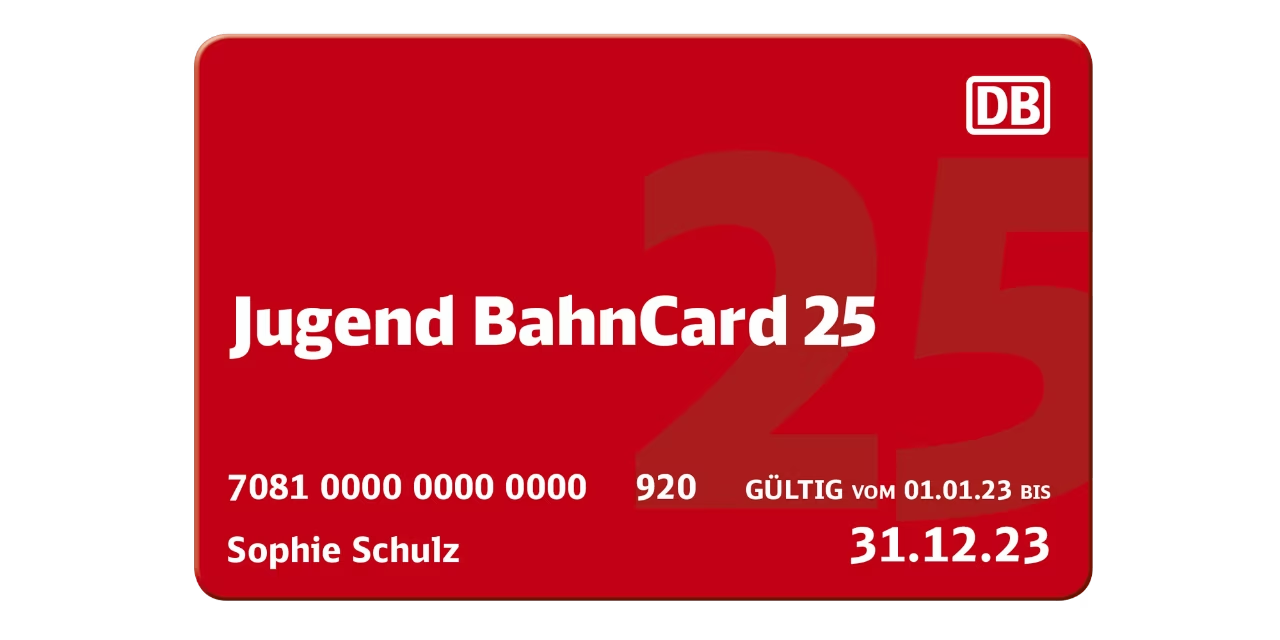 DB
25
Jugend BahnCard 25
7081 0000 0000 0000 920 GÜLTIG VOM 01.01.23 BIS
Sophie Schulz 31.12.23